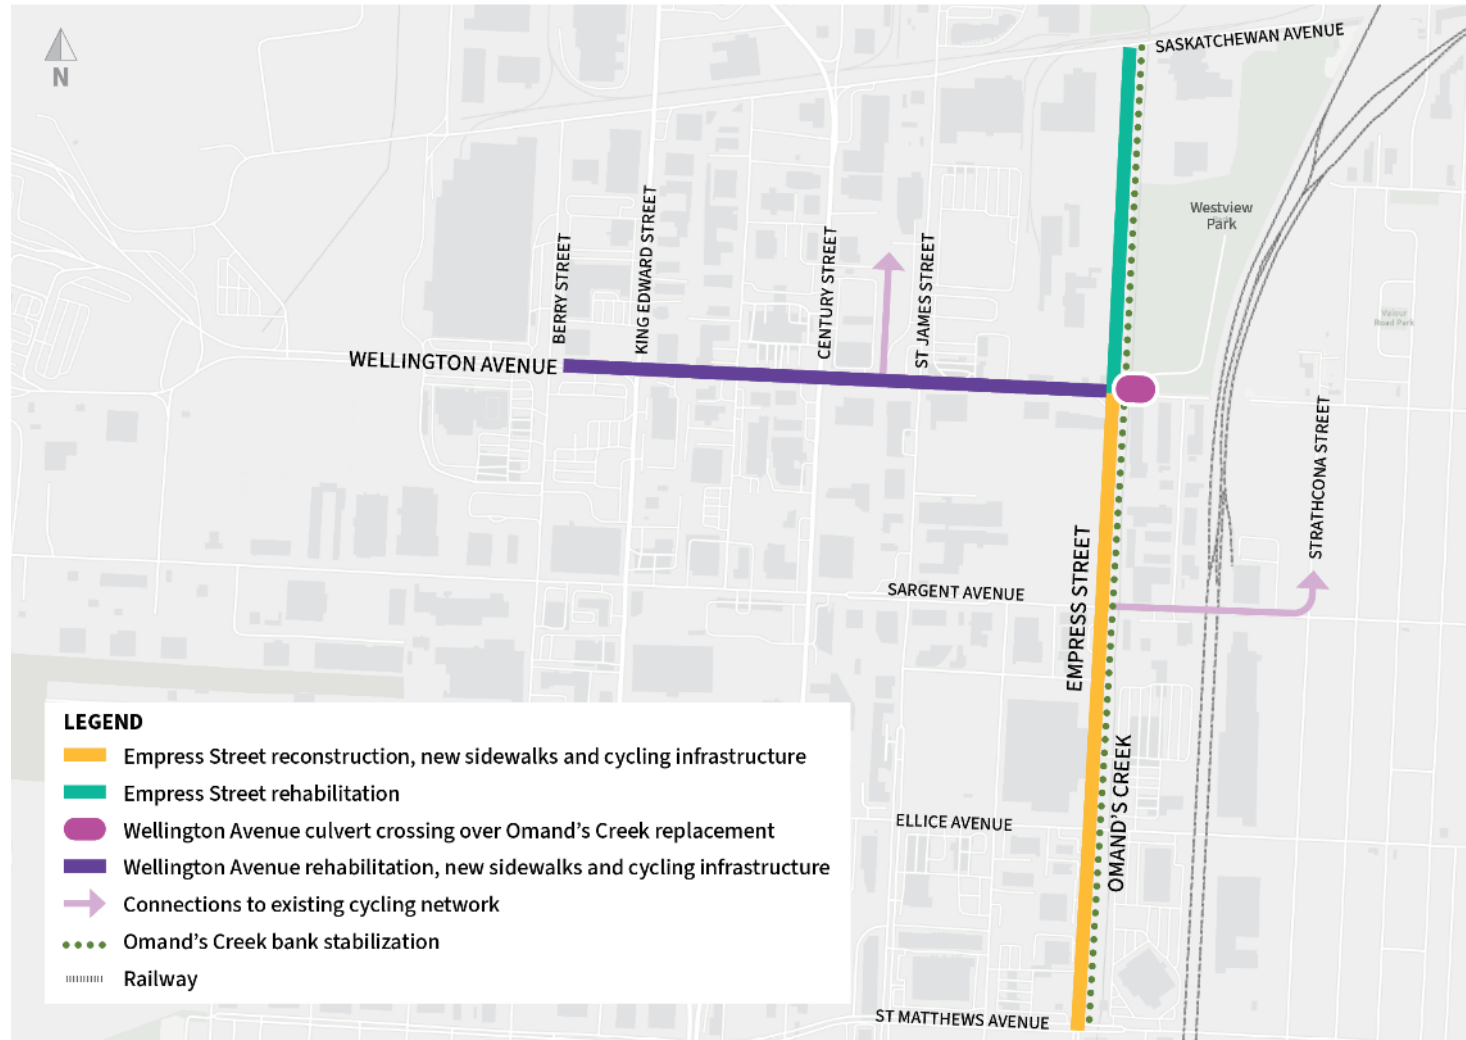 SASKATCHEWAN AVENUE
N
Westview
Park
BERRY STREET
KING EDWARD STREET
CENTURY STREET
ST JAMES STREET
Valour
Road Park
WELLINGTON AVENUE
STRATHCONA STREET
SARGENT AVENUE
EMPRESS STREET
OMAND'S CREEK
ELLICE AVENUE
ST MATTHEWS AVENUE
LEGEND
Empress Street reconstruction, new sidewalks and cycling infrastructure
Empress Street rehabilitation
Wellington Avenue culvert crossing over Omand's Creek replacement
Wellington Avenue rehabilitation, new sidewalks and cycling infrastructure
Connections to existing cycling network
Omand's Creek bank stabilization
Railway